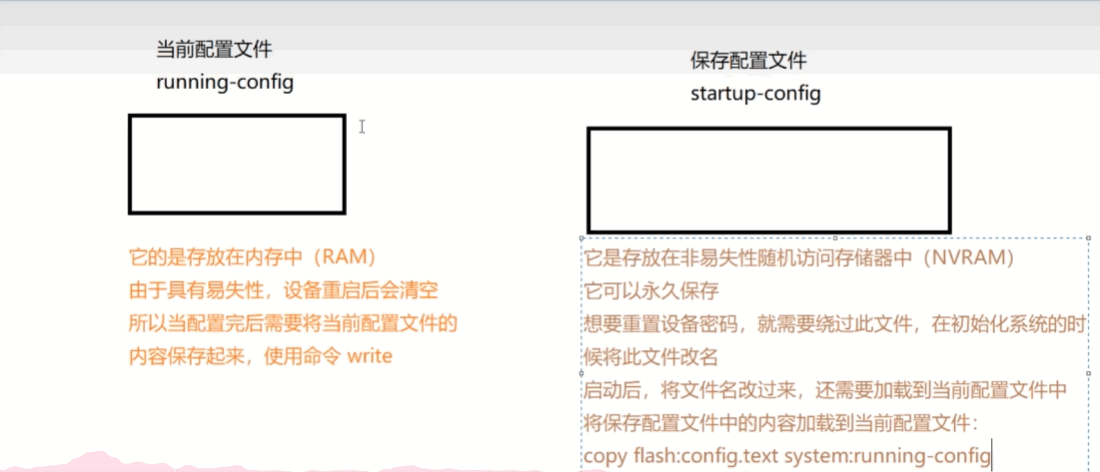 当前配置文件
running-config
保存配置文件
startup-config
它的是存放在内存中（RAM）
由于具有易失性，设备重启后会清空
所以当配置完后需要将当前配置文件的
内容保存起来，使用命令 write
它是存放在非易失性随机访问存储器中（NVRAM）
它可以永久保存
想要重置设备密码，就需要绕过此文件，在初始化系统的时
候将此文件改名
启动后，将文件名改过来，还需要加载到当前配置文件中
将保存配置文件中的内容加载到当前配置文件：
copy flash:config.text system:running-config